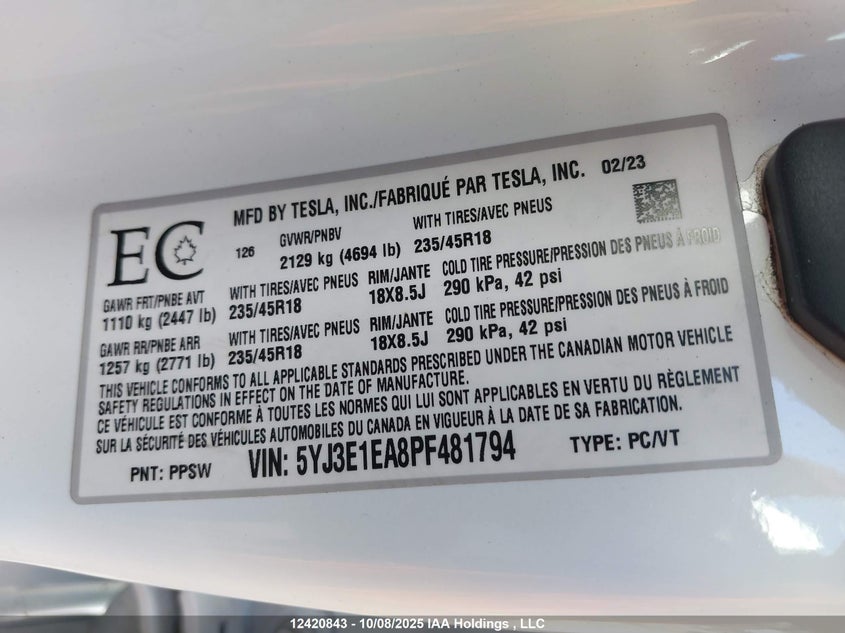 MFD BY TESLA, INC./FABRIQUÉ PAR TESLA, INC. 02/23
EC
126
GVWR/PNBV
2129 kg (4694 lb)
WITH TIRES/AVEC PNEUS
235/45R18
GAWR FRT/PNBE AVT
1110 kg (2447 lb)
WITH TIRES/AVEC PNEUS
235/45R18
RIM/JANTE
18X8.5J
COLD TIRE PRESSURE/PRESSION DES PNEUS À FROID
290 kPa, 42 psi
GAWR RR/PNBE ARR
1257 kg (2771 lb)
WITH TIRES/AVEC PNEUS
235/45R18
RIM/JANTE
18X8.5J
COLD TIRE PRESSURE/PRESSION DES PNEUS À FROID
290 kPa, 42 psi
THIS VEHICLE CONFORMS TO ALL APPLICABLE STANDARDS PRESCRIBED UNDER THE CANADIAN MOTOR VEHICLE
SAFETY REGULATIONS IN EFFECT ON THE DATE OF MANUFACTURE.
CE VÉHICULE EST CONFORME À TOUTES LES NORMES QUI LUI SONT APPLICABLES EN VERTU DU RÈGLEMENT
SUR LA SÉCURITÉ DES VÉHICULES AUTOMOBILES DU CANADA EN VIGUEUR À LA DATE DE SA FABRICATION.
PNT: PPSW VIN: 5YJ3E1EA8PF481794 TYPE: PC/VT
12420843 - 10/08/2025 IAA Holdings , LLC